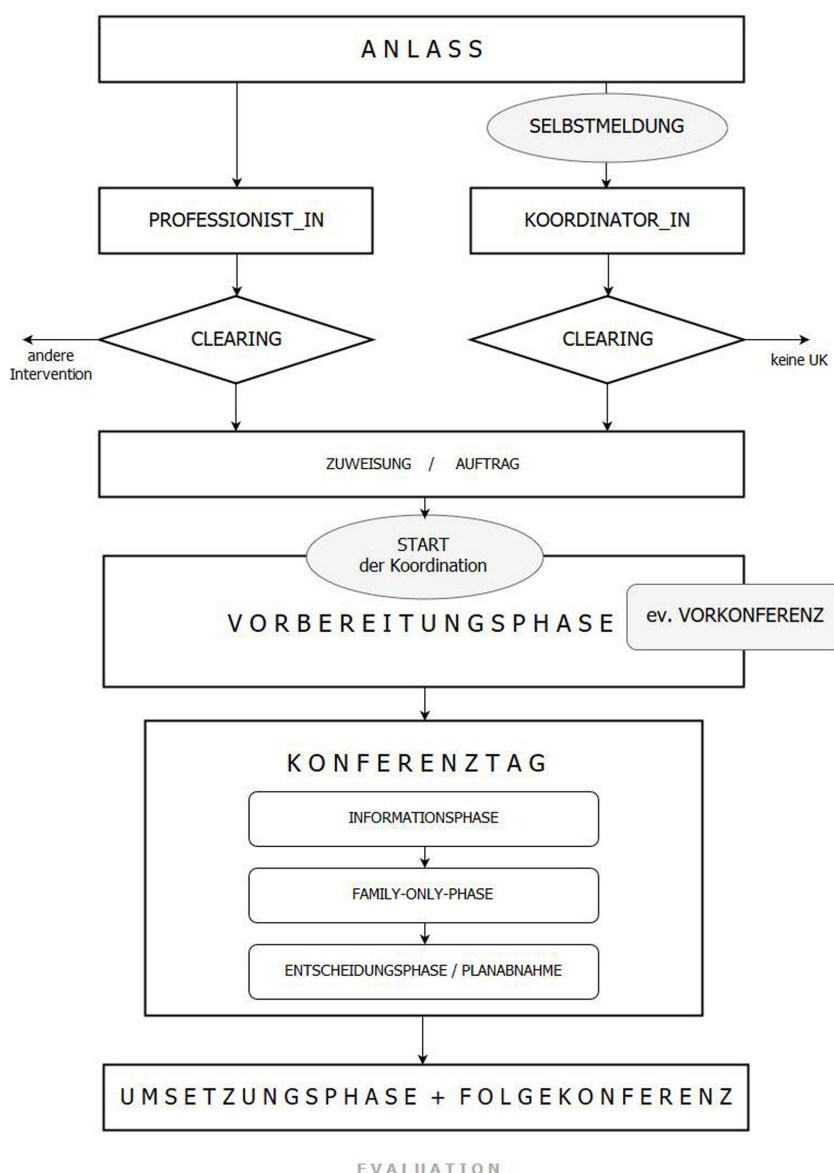 ANLASS
SELBSTMELDUNG
PROFESSIONIST_IN
KOORDINATOR_IN
CLEARING
CLEARING
andere
Intervention
keine UK
ZUWEISUNG / AUFTRAG
START
der Koordination
VORBEREITUNGSPHASE
ev. VORKONFERENZ
KONFERENZTAG
INFORMATIONSPHASE
FAMILY-ONLY-PHASE
ENTSCHEIDUNGSPHASE / PLANABNAHME
UMSETZUNGSPHASE + FOLGEKONFERENZ
EVALUATION